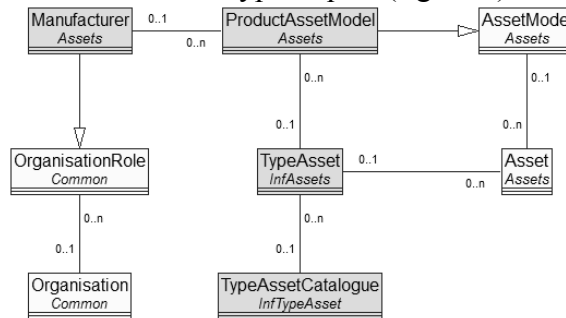 Manufacturer
Assets
0..1
0..n
ProductAssetModel
Assets
AssetMode
Assets
0..n
0..1
0..1
0..n
OrganisationRole
Common
TypeAsset
InfAssets
0..1
0..n
Asset
Assets
0..n
0..1
0..n
0..1
Organisation
Common
TypeAssetCatalogue
InfTypeAsset